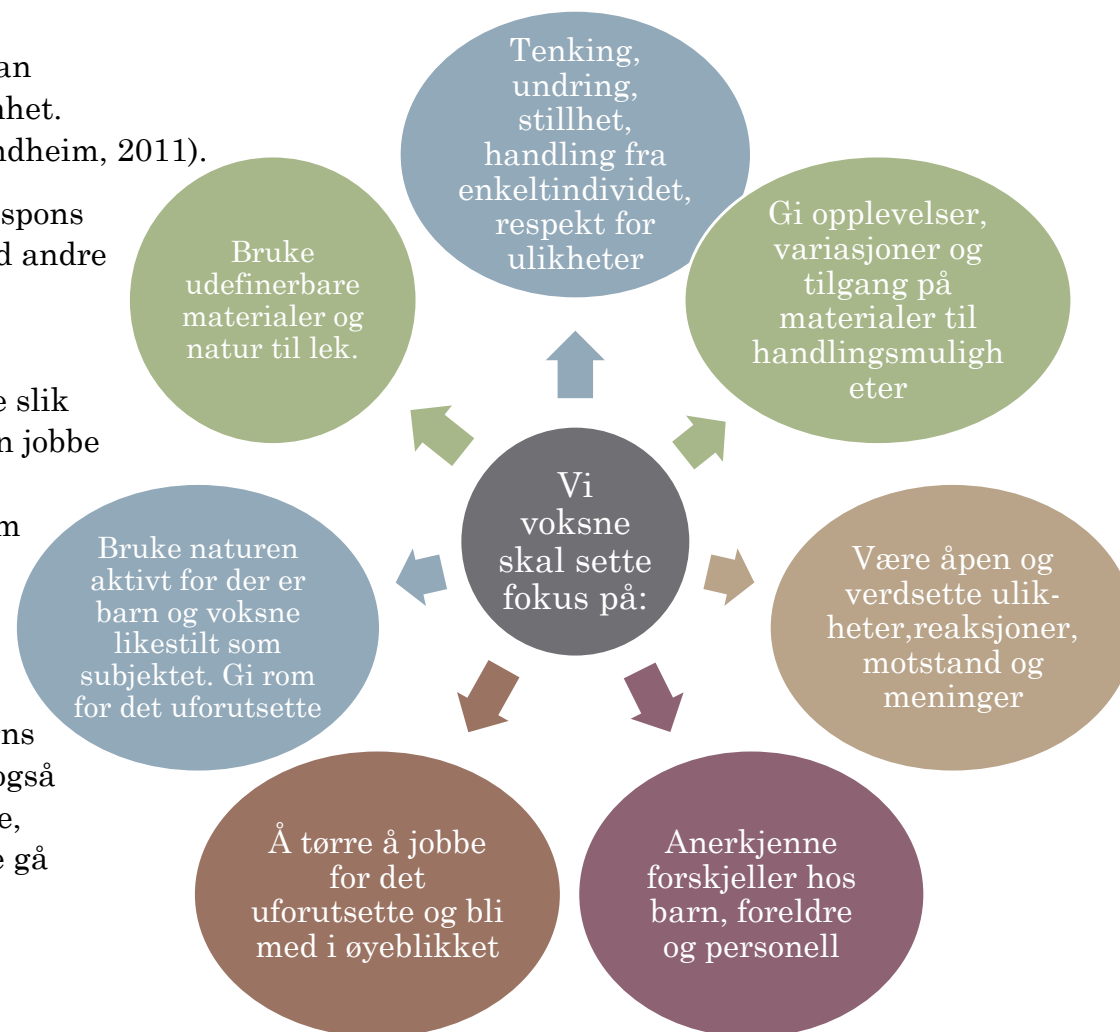 an
nhet.
ndheim, 2011).
spons
d andre
e slik
n jobbe
m
ns
også
e,
e gå
Tenking,
undring,
stillhet,
handling fra
enkeltindividet,
respekt for
ulikheter
Gi opplevelser,
variasjoner og
tilgang på
materialer til
handlingsmuligh
eter
Være åpen og
verdsette ulik-
heter,reaksjoner,
motstand og
meninger
Anerkjenne
forskjeller hos
barn, foreldre
og personell
Å tørre å jobbe
for det
uforutsette og bli
med i øyeblikket
Bruke naturen
aktivt for der er
barn og voksne
likestilt som
subjektet. Gi rom
for det uforutsette
Bruke
udefinerbare
materialer og
natur til lek.
Vi
voksne
skal sette
fokus på: